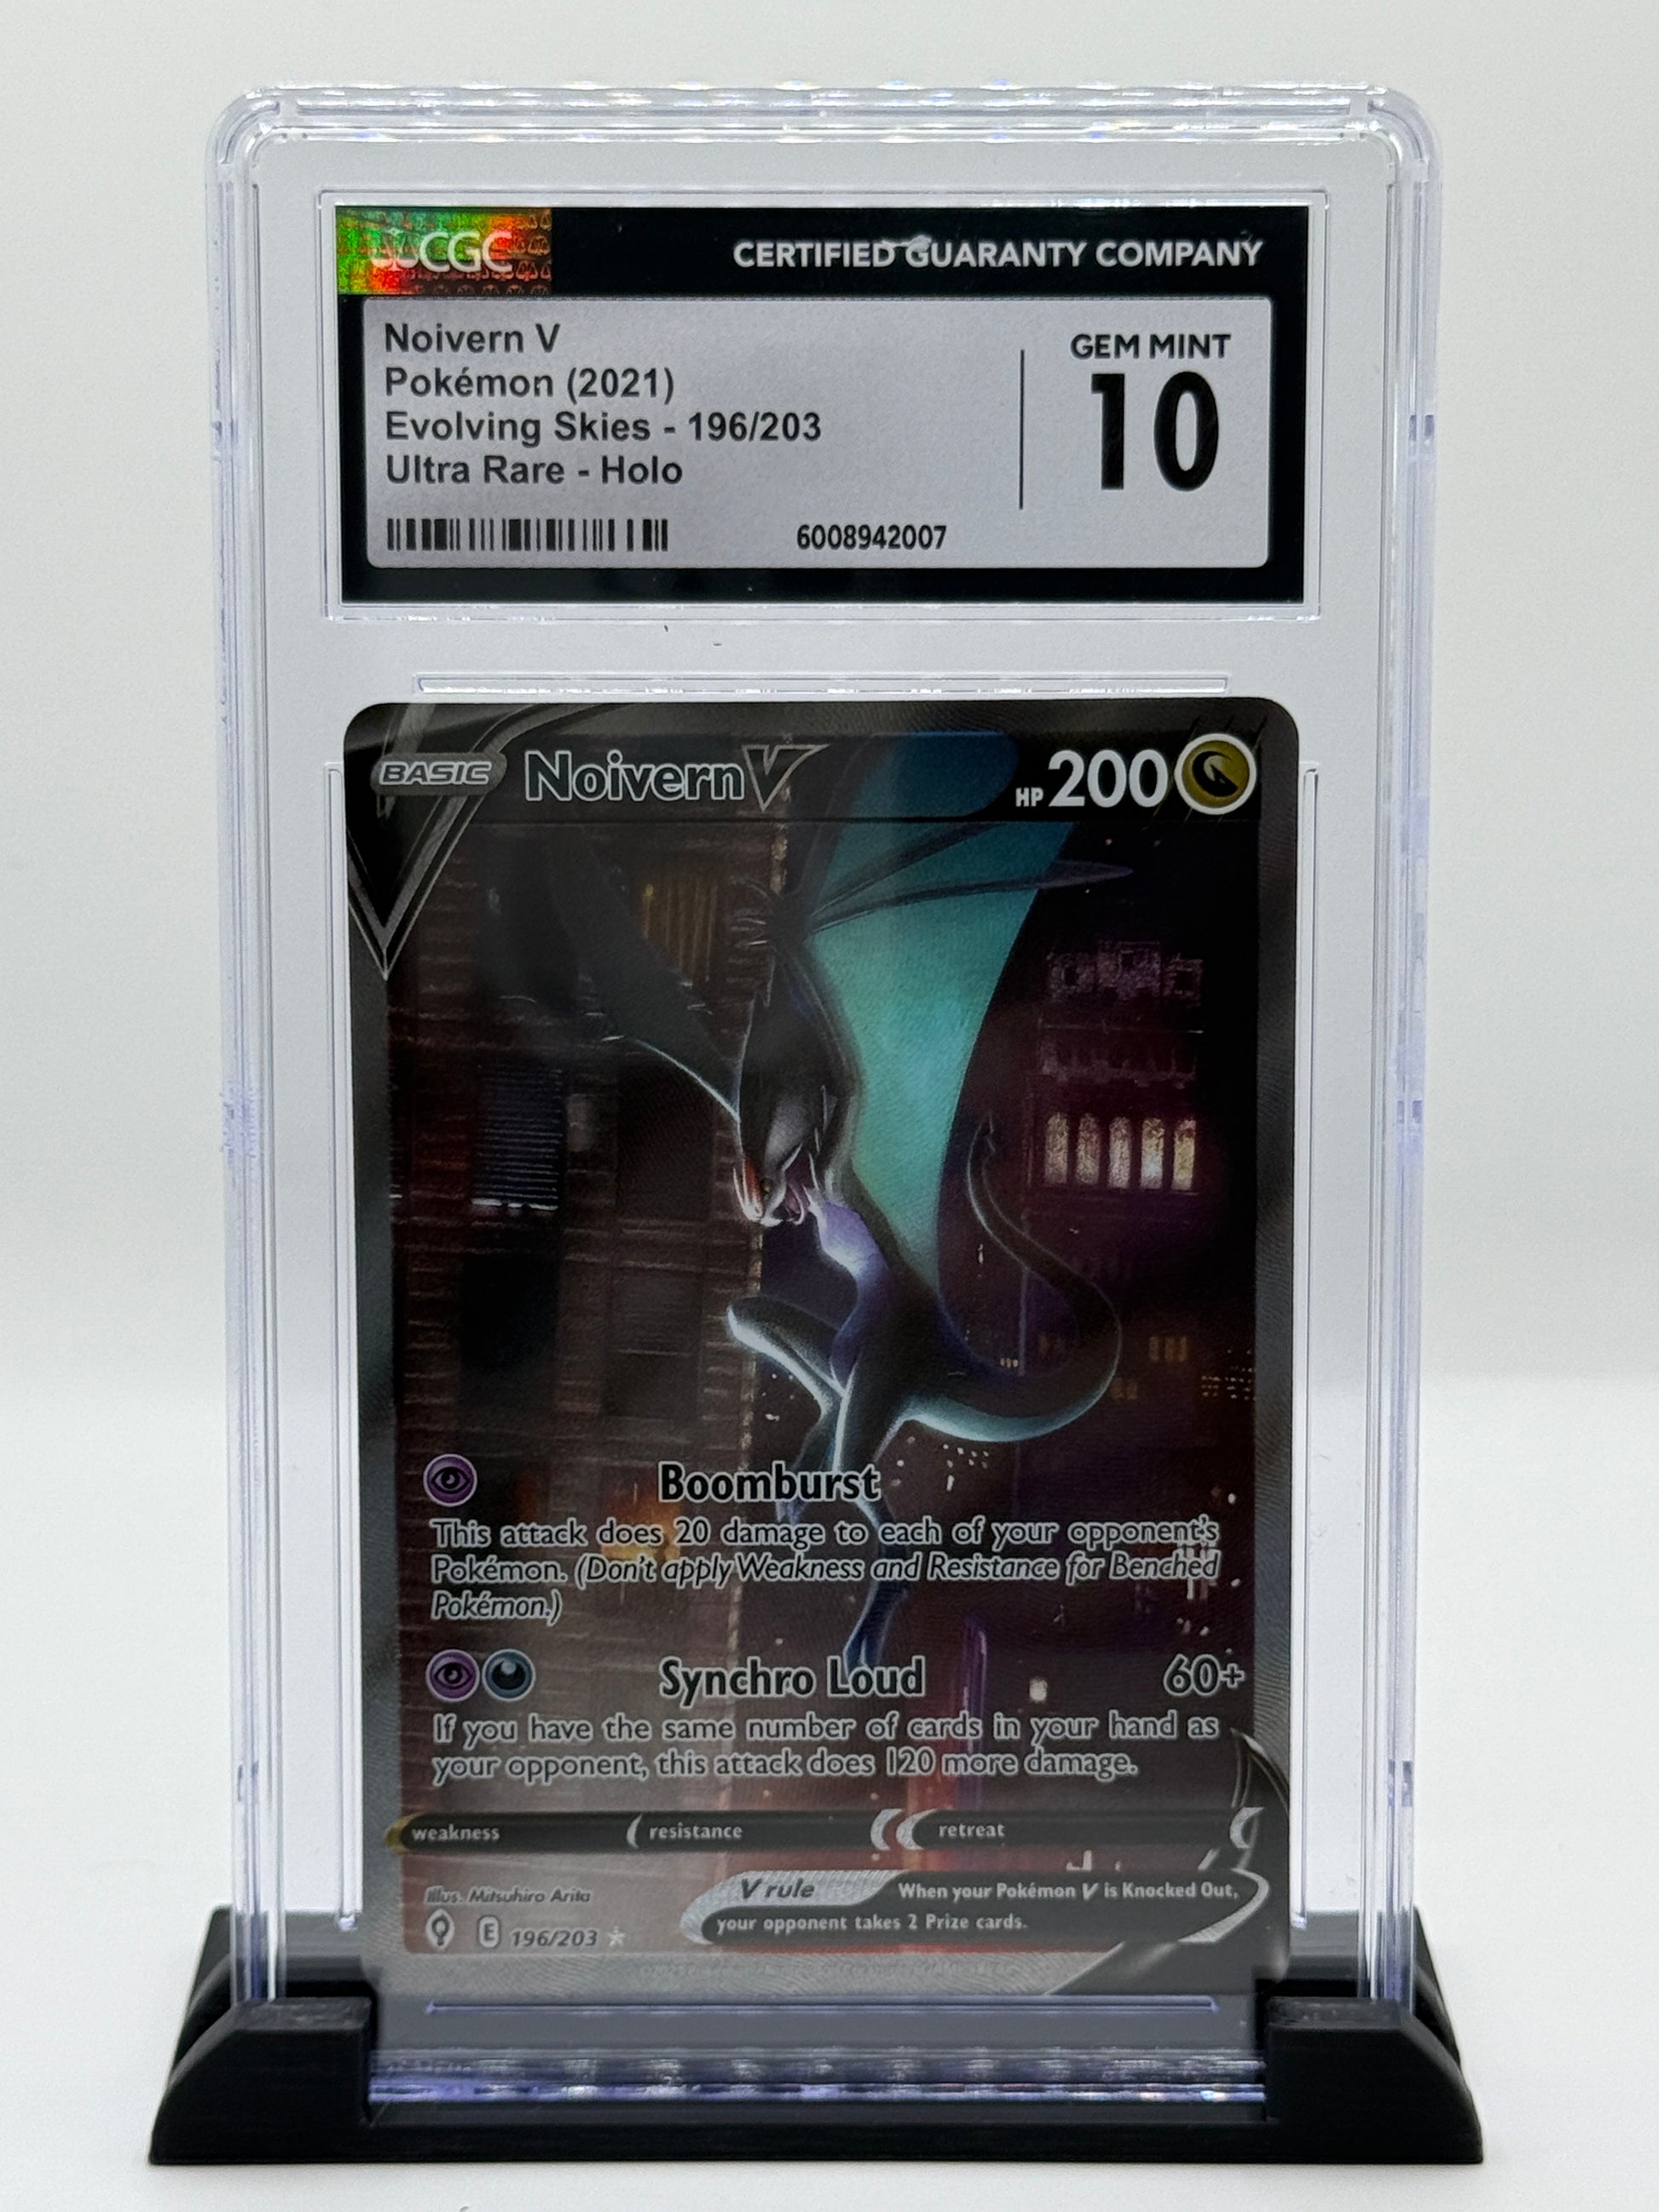 CGC
CERTIFIED GUARANTY COMPANY
Noivern V
Pokémon (2021)
Evolving Skies - 196/203
Ultra Rare - Holo
GEM MINT
10
6008942007
BASIC
Noivern V
HP 200
Boomburst
This attack does 20 damage to each of your opponent's
Pokémon. (Don't apply Weakness and Resistance for Benched
Pokémon.)
Synchro Loud 60+
If you have the same number of cards in your hand as
your opponent, this attack does 120 more damage.
weakness resistance retreat
Illus. Mitsuhiro Arita
V rule When your Pokémon V is Knocked Out,
your opponent takes 2 Prize cards.
E 196/203